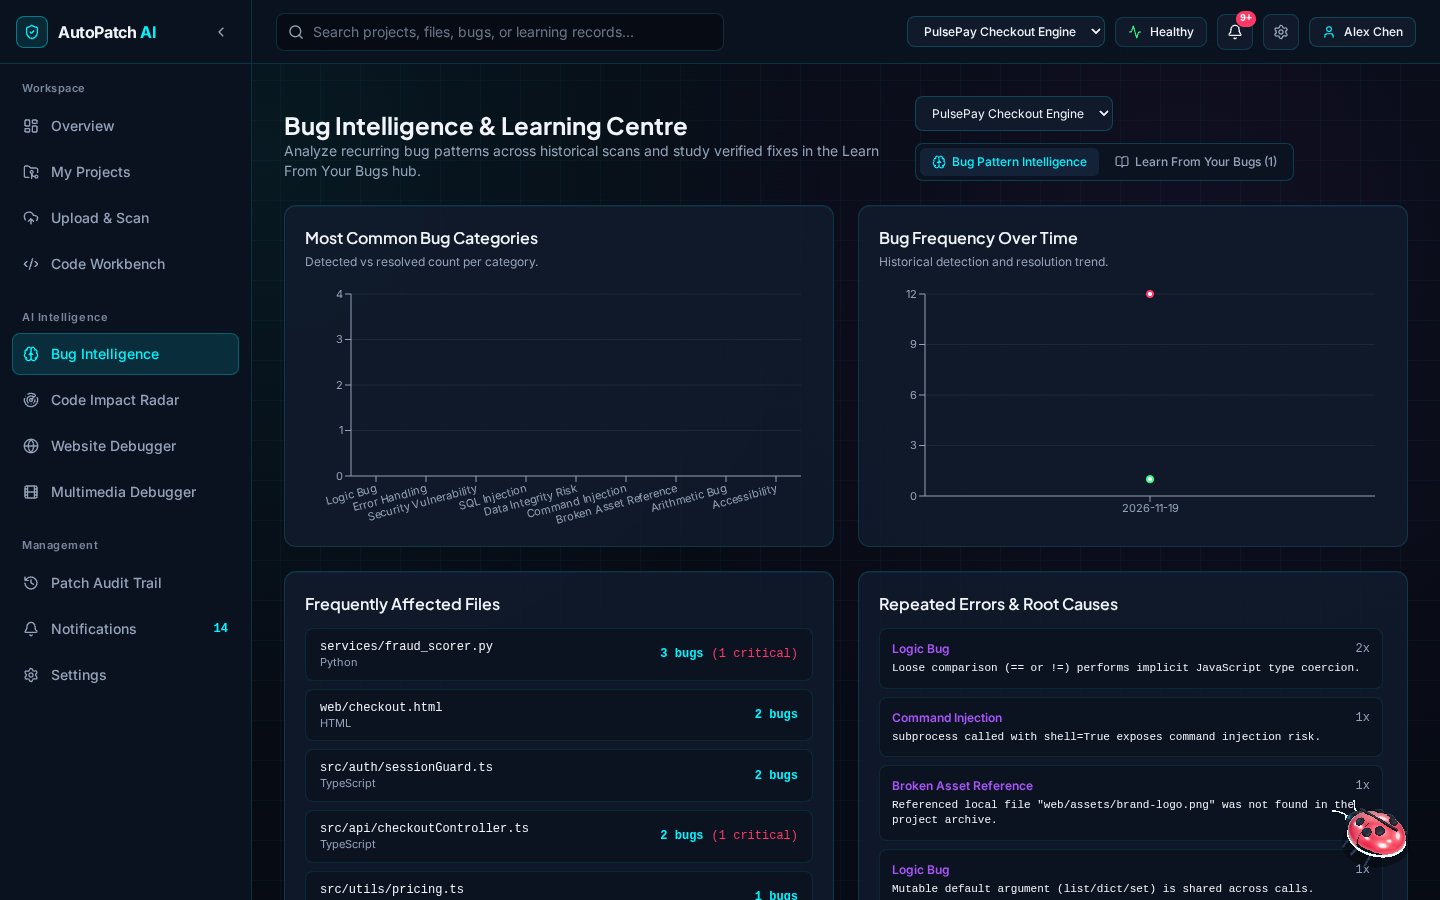 AutoPatch AI
Search projects, files, bugs, or learning records...
PulsePay Checkout Engine
Healthy
9+
Alex Chen
Workspace
Overview
My Projects
Upload & Scan
Code Workbench
AI Intelligence
Bug Intelligence
Code Impact Radar
Website Debugger
Multimedia Debugger
Management
Patch Audit Trail
Notifications 14
Settings
Bug Intelligence & Learning Centre
Analyze recurring bug patterns across historical scans and study verified fixes in the Learn
From Your Bugs hub.
PulsePay Checkout Engine
Bug Pattern Intelligence
Learn From Your Bugs (1)
Most Common Bug Categories
Detected vs resolved count per category.
4
3
2
1
0
Logic Bug
Error Handling
Security Vulnerability
SQL Injection
Data Integrity Risk
Command Injection
Broken Asset Reference
Arithmetic Bug
Accessibility
Bug Frequency Over Time
Historical detection and resolution trend.
12
9
6
3
0
2026-11-19
Frequently Affected Files
services/fraud_scorer.py
Python
3 bugs (1 critical)
web/checkout.html
HTML
2 bugs
src/auth/sessionGuard.ts
TypeScript
2 bugs
src/api/checkoutController.ts
TypeScript
2 bugs (1 critical)
src/utils/pricing.ts
1 bugs
Repeated Errors & Root Causes
Logic Bug 2x
Loose comparison (== or !=) performs implicit JavaScript type coercion.
Command Injection 1x
subprocess called with shell=True exposes command injection risk.
Broken Asset Reference 1x
Referenced local file "web/assets/brand-logo.png" was not found in the
project archive.
Logic Bug 1x
Mutable default argument (list/dict/set) is shared across calls.